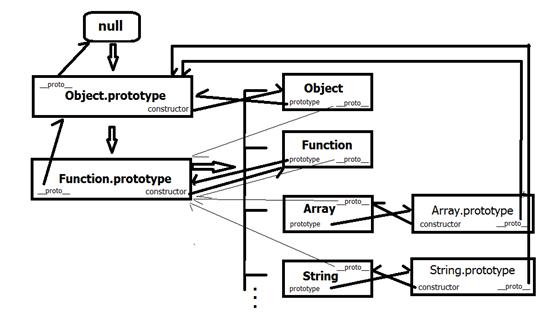 null
__proto__
Object.prototype
constructor
Object
prototype __proto__
Function.prototype
__proto__
constructor
Function
prototype __proto__
Array
__proto__
prototype
Array.prototype
constructor __proto__
String
__proto__
prototype
String.prototype
constructor __proto__